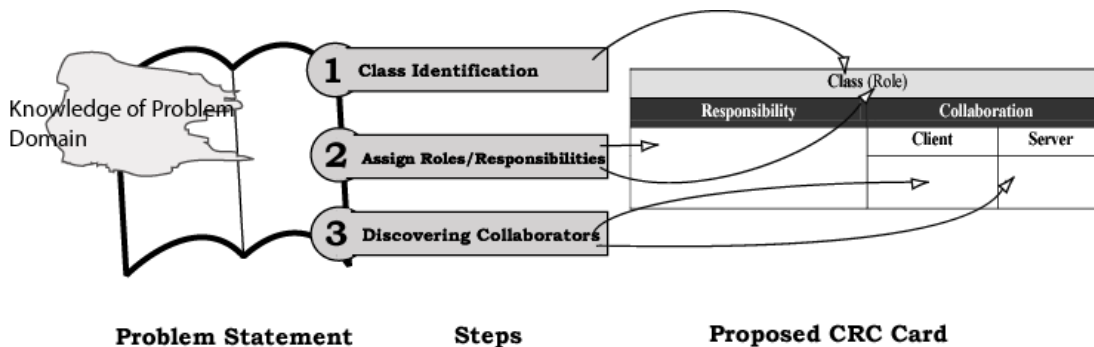 Knowledge of Problem
Domain
1 Class Identification
2 Assign Roles/Responsibilities
3 Discovering Collaborators
Class (Role)
Responsibility Collaboration
Client Server
Problem Statement Steps Proposed CRC Card